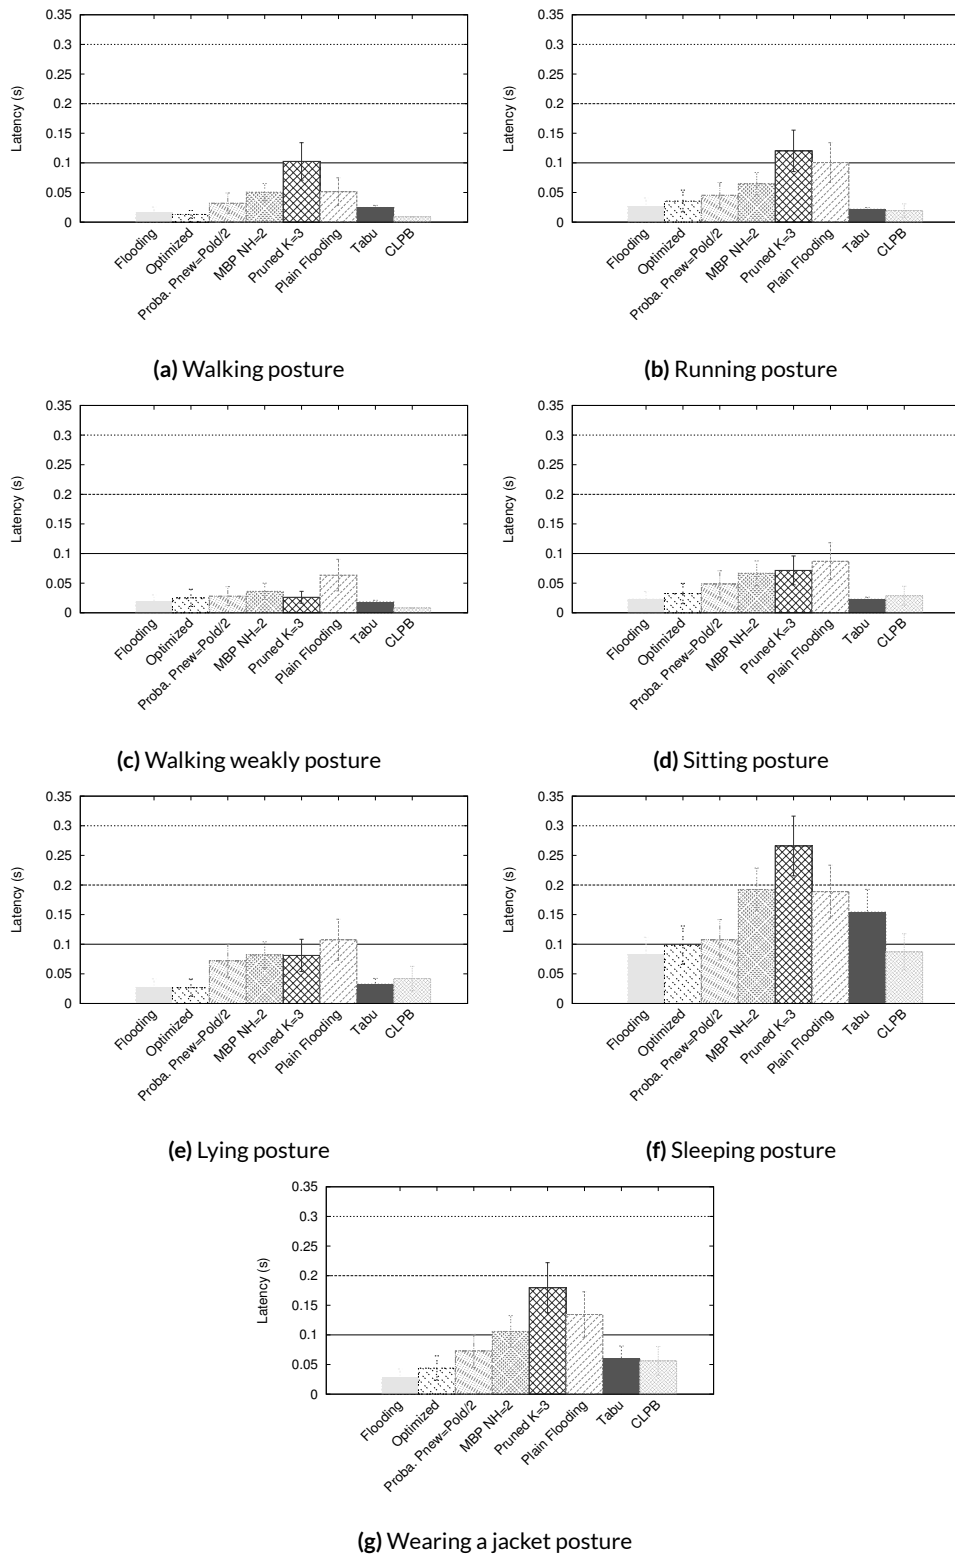 0.35
0.3
0.25
0.2
0.15
0.1
0.05
0
Latency (s)
Flooding
Optimized
Proba. Pnew=Pold/2
MBP NH=2
Pruned K=3
Plain Flooding
Tabu
CLPB
(a) Walking posture
0.35
0.3
0.25
0.2
0.15
0.1
0.05
0
Latency (s)
Flooding
Optimized
Proba. Pnew=Pold/2
MBP NH=2
Pruned K=3
Plain Flooding
Tabu
CLPB
(b) Running posture
0.35
0.3
0.25
0.2
0.15
0.1
0.05
0
Latency (s)
Flooding
Optimized
Proba. Pnew=Pold/2
MBP NH=2
Pruned K=3
Plain Flooding
Tabu
CLPB
(c) Walking weakly posture
0.35
0.3
0.25
0.2
0.15
0.1
0.05
0
Latency (s)
Flooding
Optimized
Proba. Pnew=Pold/2
MBP NH=2
Pruned K=3
Plain Flooding
Tabu
CLPB
(d) Sitting posture
0.35
0.3
0.25
0.2
0.15
0.1
0.05
0
Latency (s)
Flooding
Optimized
Proba. Pnew=Pold/2
MBP NH=2
Pruned K=3
Plain Flooding
Tabu
CLPB
(e) Lying posture
0.35
0.3
0.25
0.2
0.15
0.1
0.05
0
Latency (s)
Flooding
Optimized
Proba. Pnew=Pold/2
MBP NH=2
Pruned K=3
Plain Flooding
Tabu
CLPB
(f) Sleeping posture
0.35
0.3
0.25
0.2
0.15
0.1
0.05
0
Latency (s)
Flooding
Optimized
Proba. Pnew=Pold/2
MBP NH=2
Pruned K=3
Plain Flooding
Tabu
CLPB
(g) Wearing a jacket posture